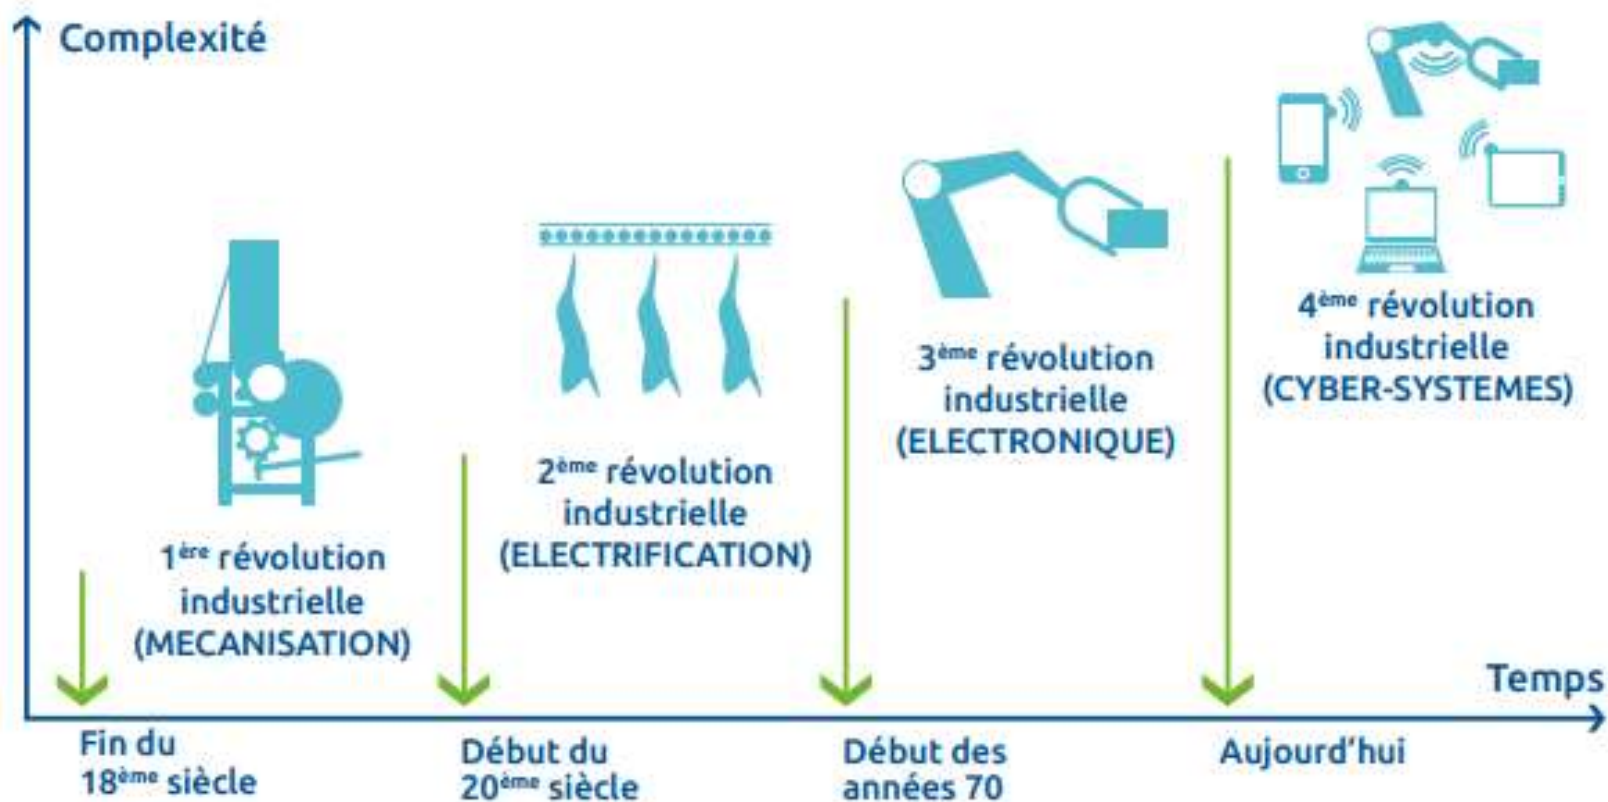 Complexité
1ère révolution
industrielle
(MECANISATION)
2ème révolution
industrielle
(ELECTRIFICATION)
3ème révolution
industrielle
(ELECTRONIQUE)
4ème révolution
industrielle
(CYBER-SYSTEMES)
Temps
Fin du
18ème siècle
Début du
20ème siècle
Début des
années 70
Aujourd'hui